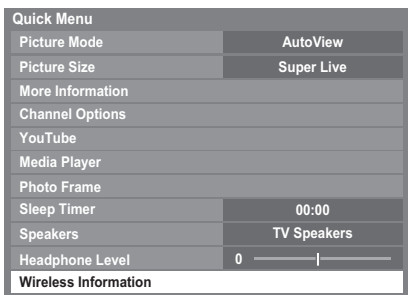 Quick Menu
Picture Mode AutoView
Picture Size Super Live
More Information
Channel Options
YouTube
Media Player
Photo Frame
Sleep Timer 00:00
Speakers TV Speakers
Headphone Level 0
Wireless Information